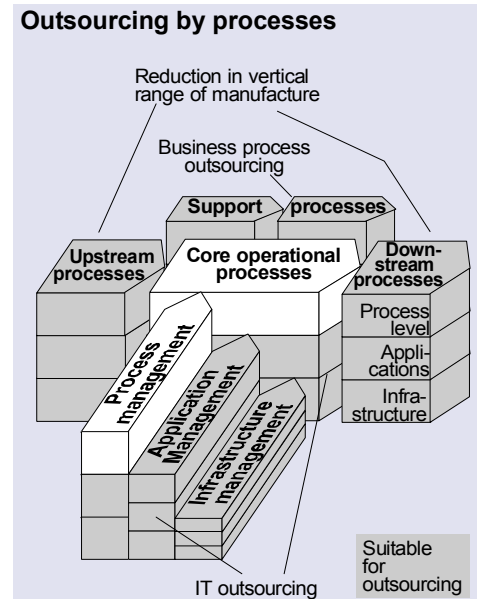 Outsourcing by processes
Reduction in vertical
range of manufacture
Business process
outsourcing
Support processes
Upstream
processes
Core operational
processes
Down-
stream
processes
Process
level
Appli-
cations
Infra-
structure
Process
management
Application
Management
Infrastructure
management
IT outsourcing
Suitable
for
outsourcing